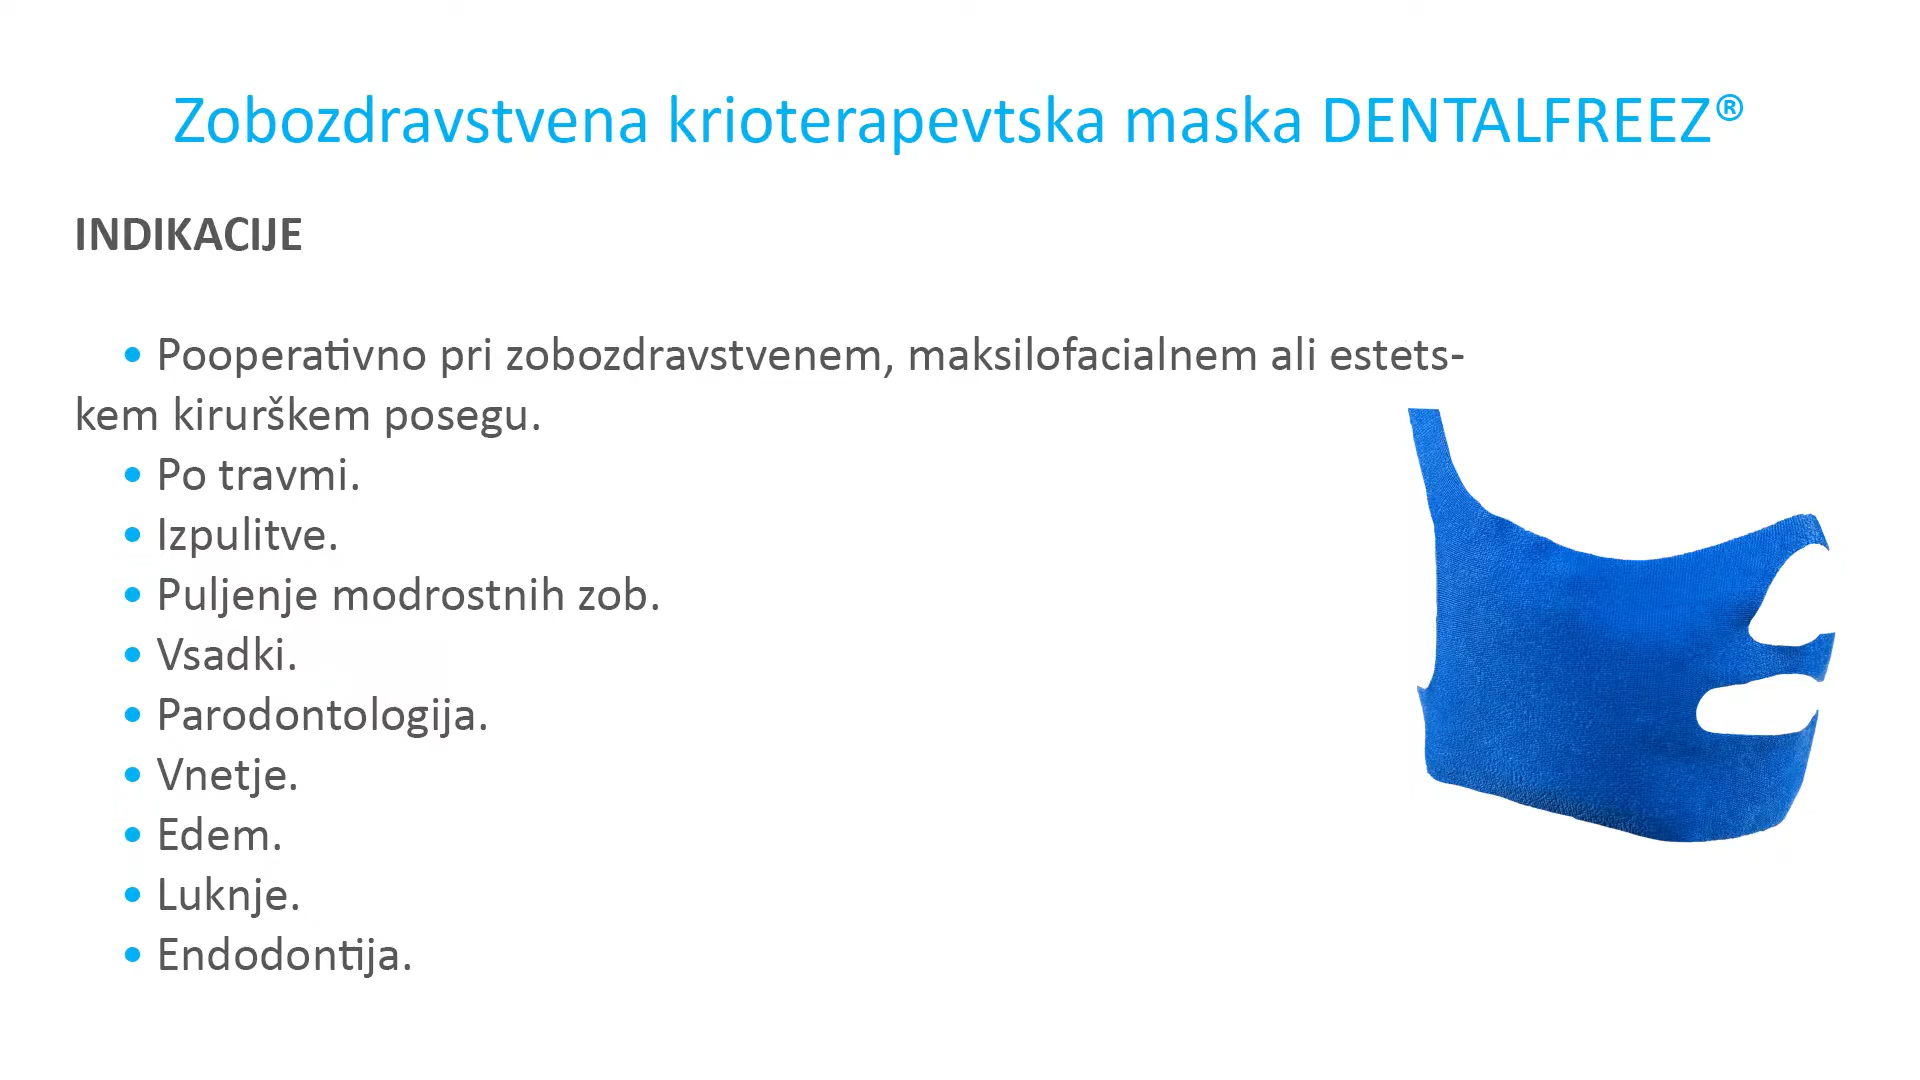 Zobozdravstvena krioterapevtska maska DENTALFREEZ®
INDIKACIJE
• Pooperativno pri zobozdravstvenem, maksilofacialnem ali estets-
kem kirurškem posegu.
• Po travmi.
• Izpulitve.
• Puljenje modrostnih zob.
• Vsadki.
• Parodontologija.
• Vnetje.
• Edem.
• Luknje.
• Endodontija.